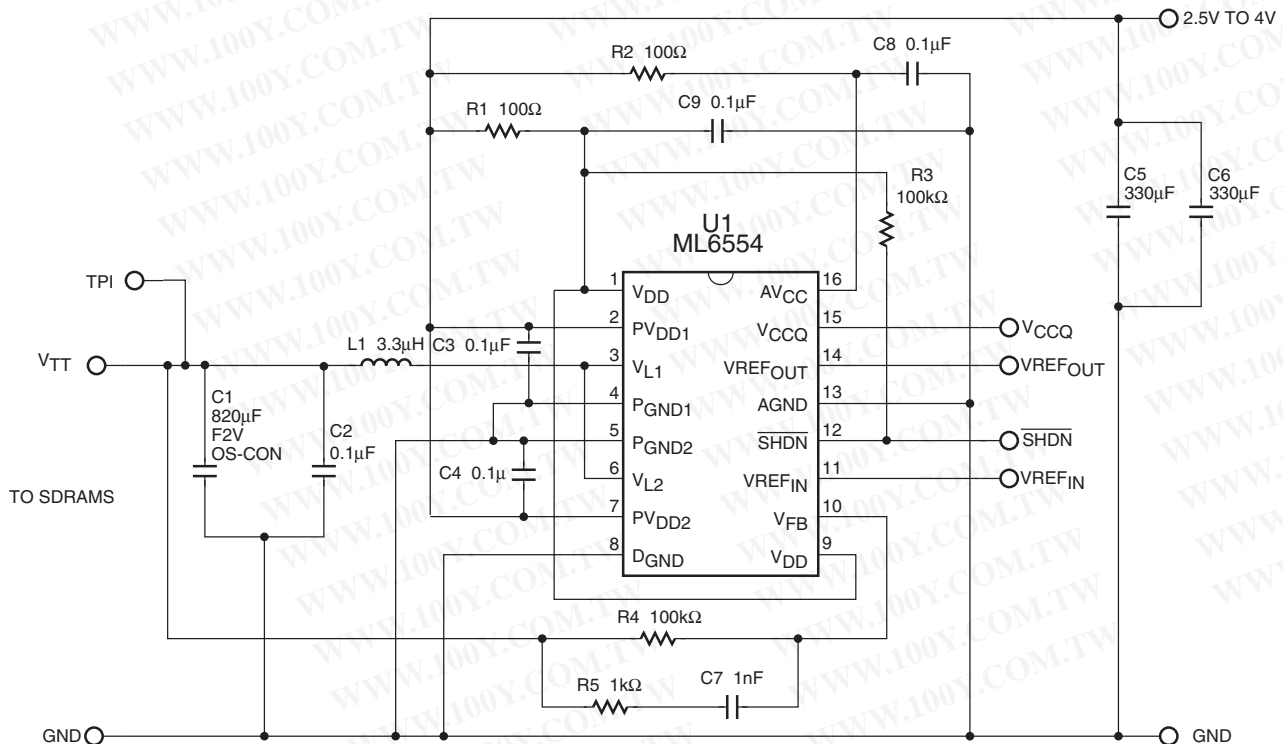 2.5V TO 4V
R2 100Ω
C8 0.1µF
R1 100Ω
C9 0.1µF
R3
100kΩ
C5
330µF
C6
330µF
U1
ML6554
TPI
1
VDD
AVCC
16
2
PVDD1
VCCQ
15
VCCQ
VTT
L1 3.3µH
C3 0.1µF
3
VL1
VREFOUT
14
VREFOUT
C1
820µF
F2V
OS-CON
C2
0.1µF
4
PGND1
AGND
13
5
PGND2
SHDN
12
SHDN
C4 0.1µ
6
VL2
VREFIN
11
VREFIN
TO SDRAMS
7
PVDD2
VFB
10
8
DGND
VDD
9
R4 100kΩ
R5 1kΩ
C7 1nF
GND
GND
WWW.100Y.COM.TW